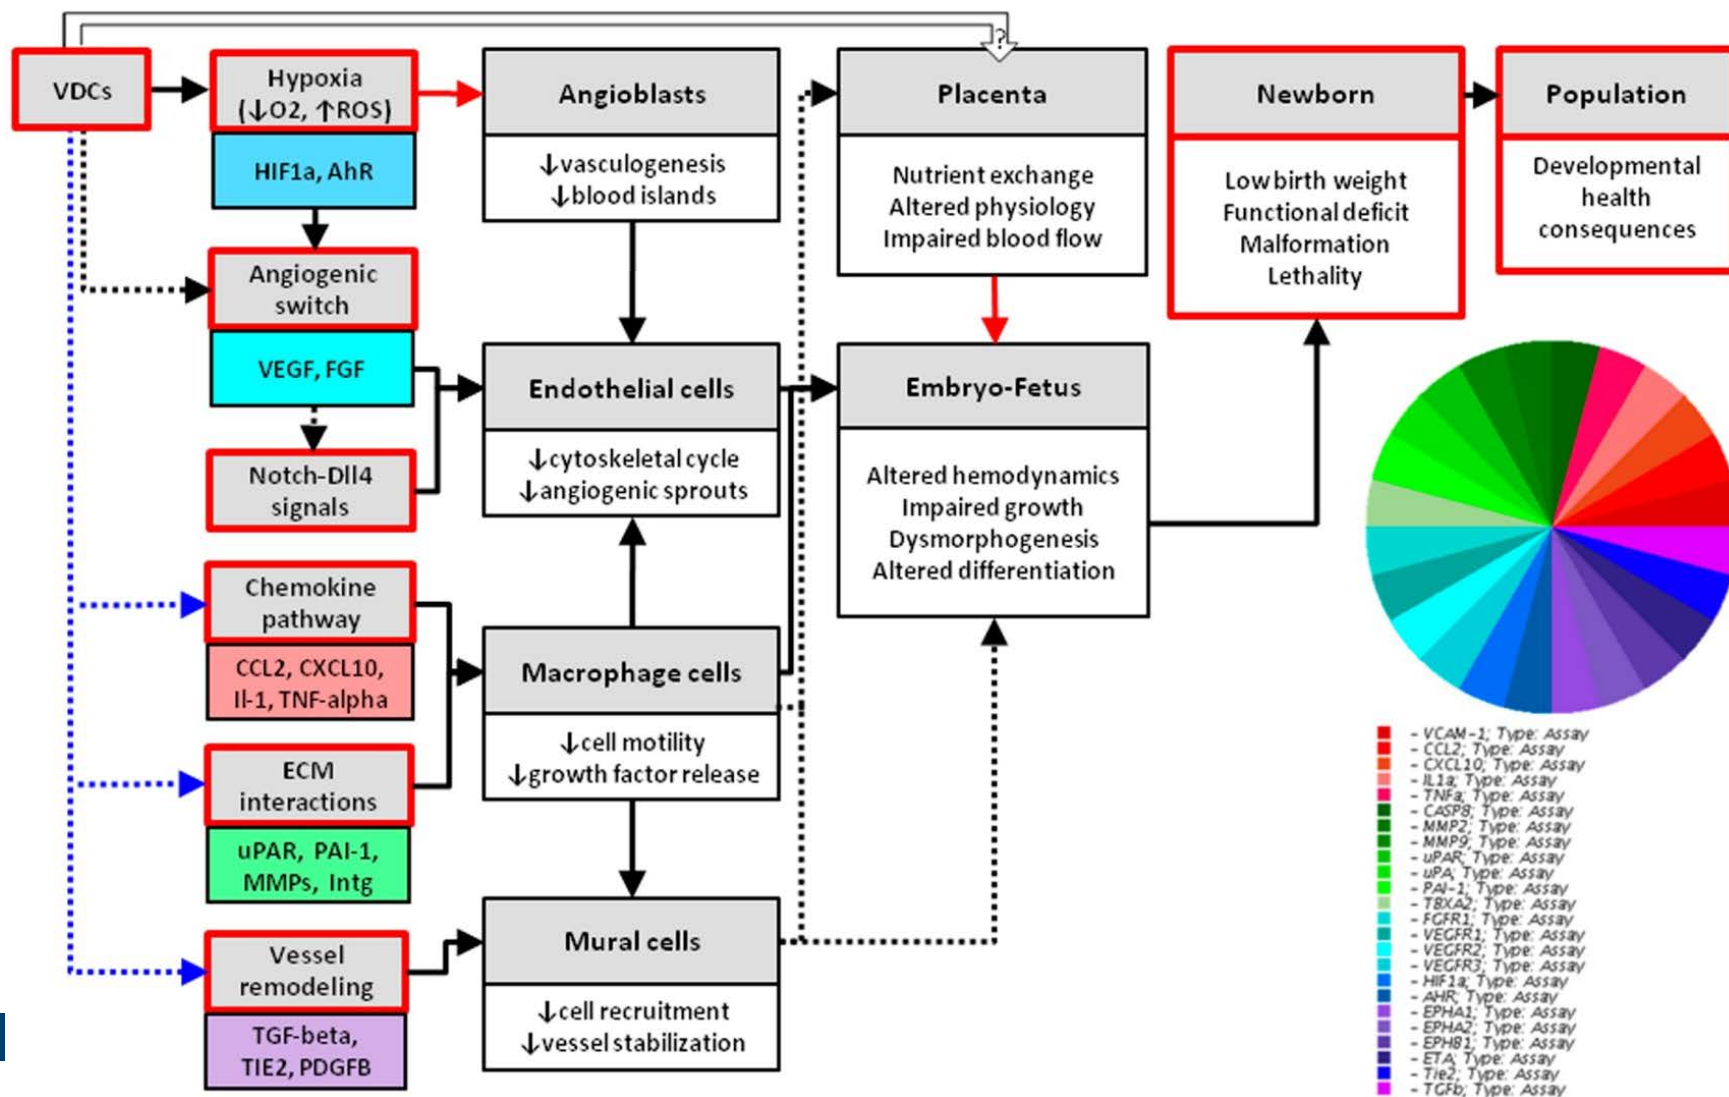 ?
VDCs
Hypoxia
(↓O2, ↑ROS)
HIF1a, AhR
Angiogenic
switch
VEGF, FGF
Notch-Dll4
signals
Chemokine
pathway
CCL2, CXCL10,
Il-1, TNF-alpha
ECM
interactions
uPAR, PAI-1,
MMPs, Intg
Vessel
remodeling
TGF-beta,
TIE2, PDGFB
Angioblasts
↓vasculogenesis
↓blood islands
Endothelial cells
↓cytoskeletal cycle
↓angiogenic sprouts
Macrophage cells
↓cell motility
↓growth factor release
Mural cells
↓cell recruitment
↓vessel stabilization
Placenta
Nutrient exchange
Altered physiology
Impaired blood flow
Embryo-Fetus
Altered hemodynamics
Impaired growth
Dysmorphogenesis
Altered differentiation
Newborn
Low birth weight
Functional deficit
Malformation
Lethality
Population
Developmental
health
consequences
– VCAM-1; Type: Assay
– CCL2; Type: Assay
– CXCL10; Type: Assay
– IL1a; Type: Assay
– TNFa; Type: Assay
– CASP8; Type: Assay
– MMP2; Type: Assay
– MMP9; Type: Assay
– uPAR; Type: Assay
– uPA; Type: Assay
– PAI-1; Type: Assay
– TBXA2; Type: Assay
– FGFR1; Type: Assay
– VEGFR1; Type: Assay
– VEGFR2; Type: Assay
– VEGFR3; Type: Assay
– HIF1a; Type: Assay
– AHR; Type: Assay
– EPHA1; Type: Assay
– EPHA2; Type: Assay
– EPHB1; Type: Assay
– ETA; Type: Assay
– Tie2; Type: Assay
– TGFb; Type: Assay